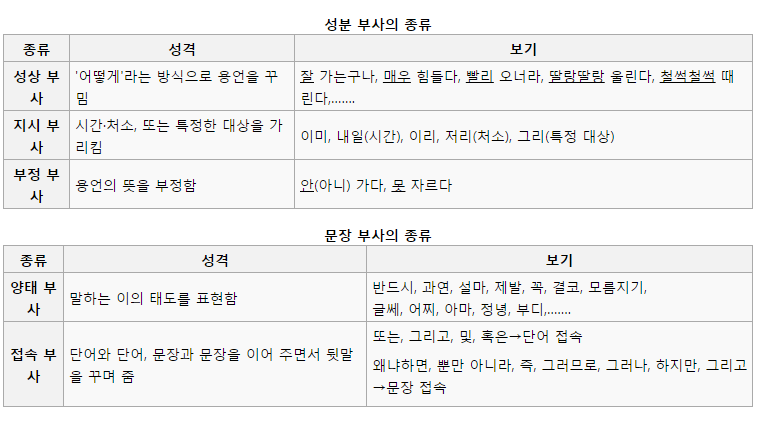 성분 부사의 종류
종류 성격 보기
성상 부사 '어떻게'라는 방식으로 용언을 꾸밈 잘 가는구나, 매우 힘들다, 빨리 오너라, 딸랑딸랑 울린다, 철썩철썩 때린다,.......
지시 부사 시간·처소, 또는 특정한 대상을 가리킴 이미, 내일(시간), 이리, 저리(처소), 그리(특정 대상)
부정 부사 용언의 뜻을 부정함 안(아니) 가다, 못 자르다
문장 부사의 종류
종류 성격 보기
양태 부사 말하는 이의 태도를 표현함 반드시, 과연, 설마, 제발, 꼭, 결코, 모름지기,
글쎄, 어찌, 아마, 정녕, 부디,.......
접속 부사 단어와 단어, 문장과 문장을 이어 주면서 뒷말을 꾸며 줌 또는, 그리고, 및, 혹은→단어 접속
왜냐하면, 뿐만 아니라, 즉, 그러므로, 그러나, 하지만, 그리고
→문장 접속